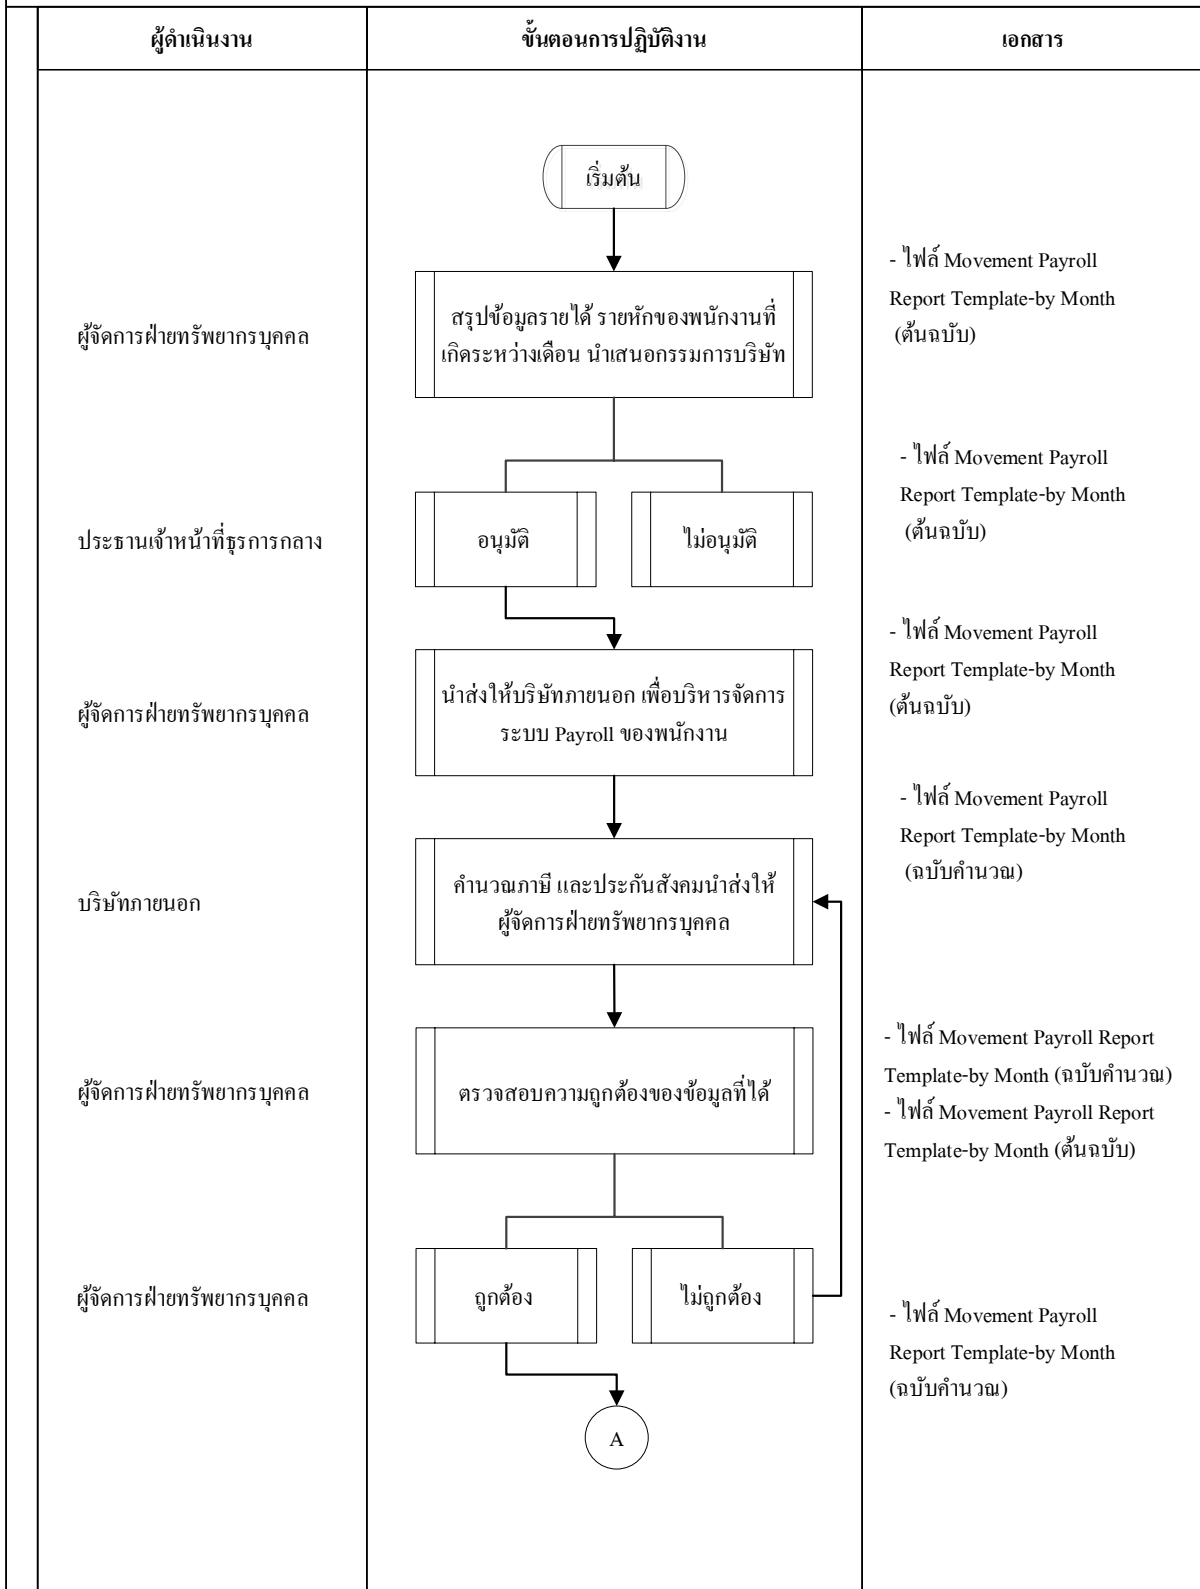 ผู้ดำเนินงาน
ขั้นตอนการปฏิบัติงาน
เอกสาร
เริ่มต้น
ผู้จัดการฝ่ายทรัพยากรบุคคล
สรุปข้อมูลรายได้ รายหักของพนักงานที่
เกิดระหว่างเดือน นำเสนอกรรมการบริษัท
- ไฟล์ Movement Payroll
Report Template-by Month
(ต้นฉบับ)
ประธานเจ้าหน้าที่ธุรการกลาง
อนุมัติ
ไม่อนุมัติ
- ไฟล์ Movement Payroll
Report Template-by Month
(ต้นฉบับ)
ผู้จัดการฝ่ายทรัพยากรบุคคล
นำส่งให้บริษัทภายนอก เพื่อบริหารจัดการ
ระบบ Payroll ของพนักงาน
- ไฟล์ Movement Payroll
Report Template-by Month
(ต้นฉบับ)
บริษัทภายนอก
คำนวณภาษี และประกันสังคมนำส่งให้
ผู้จัดการฝ่ายทรัพยากรบุคคล
- ไฟล์ Movement Payroll
Report Template-by Month
(ฉบับคำนวณ)
ผู้จัดการฝ่ายทรัพยากรบุคคล
ตรวจสอบความถูกต้องของข้อมูลที่ได้
- ไฟล์ Movement Payroll Report
Template-by Month (ฉบับคำนวณ)
- ไฟล์ Movement Payroll Report
Template-by Month (ต้นฉบับ)
ผู้จัดการฝ่ายทรัพยากรบุคคล
ถูกต้อง
ไม่ถูกต้อง
- ไฟล์ Movement Payroll
Report Template-by Month
(ฉบับคำนวณ)
A